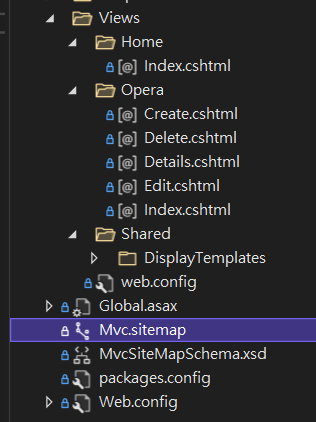 Views
Home
Index.cshtml
Opera
Create.cshtml
Delete.cshtml
Details.cshtml
Edit.cshtml
Index.cshtml
Shared
DisplayTemplates
web.config
Global.asax
Mvc.sitemap
MvcSiteMapSchema.xsd
packages.config
Web.config